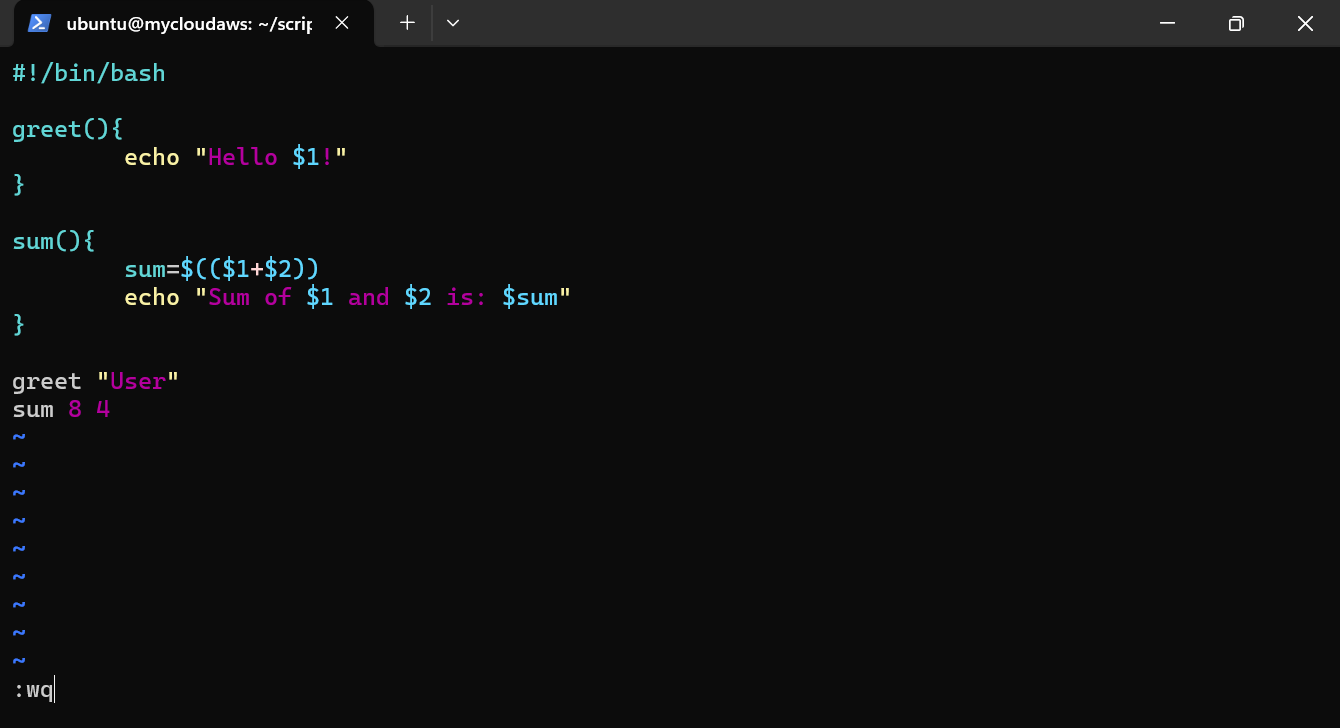 ubuntu@mycloudaws: ~/scrip
#!/bin/bash
greet(){
        echo "Hello $1!"
}
sum(){
        sum=$(($1+$2))
        echo "Sum of $1 and $2 is: $sum"
}
greet "User"
sum 8 4
~
~
~
~
~
~
~
~
~
:wq